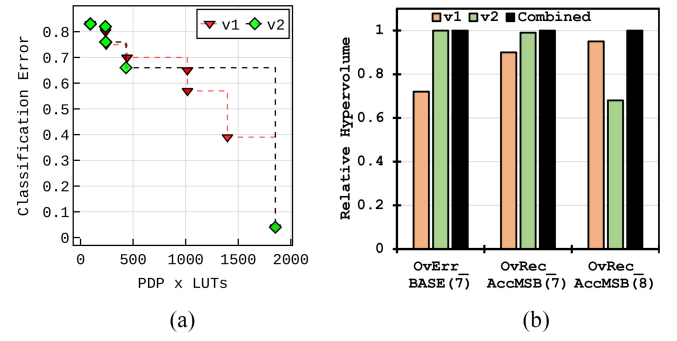 v1 v2
Classification Error
0.8
0.7
0.6
0.5
0.4
0.3
0.2
0.1
0
0 500 1000 1500 2000
PDP x LUTs
(a)
v1 v2 Combined
Relative Hypervolume
1
0.8
0.6
0.4
0.2
0
OvErr_ OvRec_ OvRec_
BASE(7) AccMSB(7) AccMSB(8)
(b)